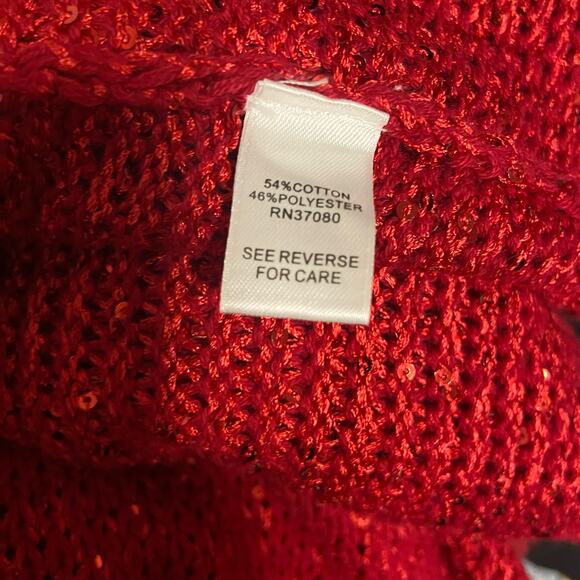 54%COTTON
46%POLYESTER
RN37080
SEE REVERSE
FOR CARE